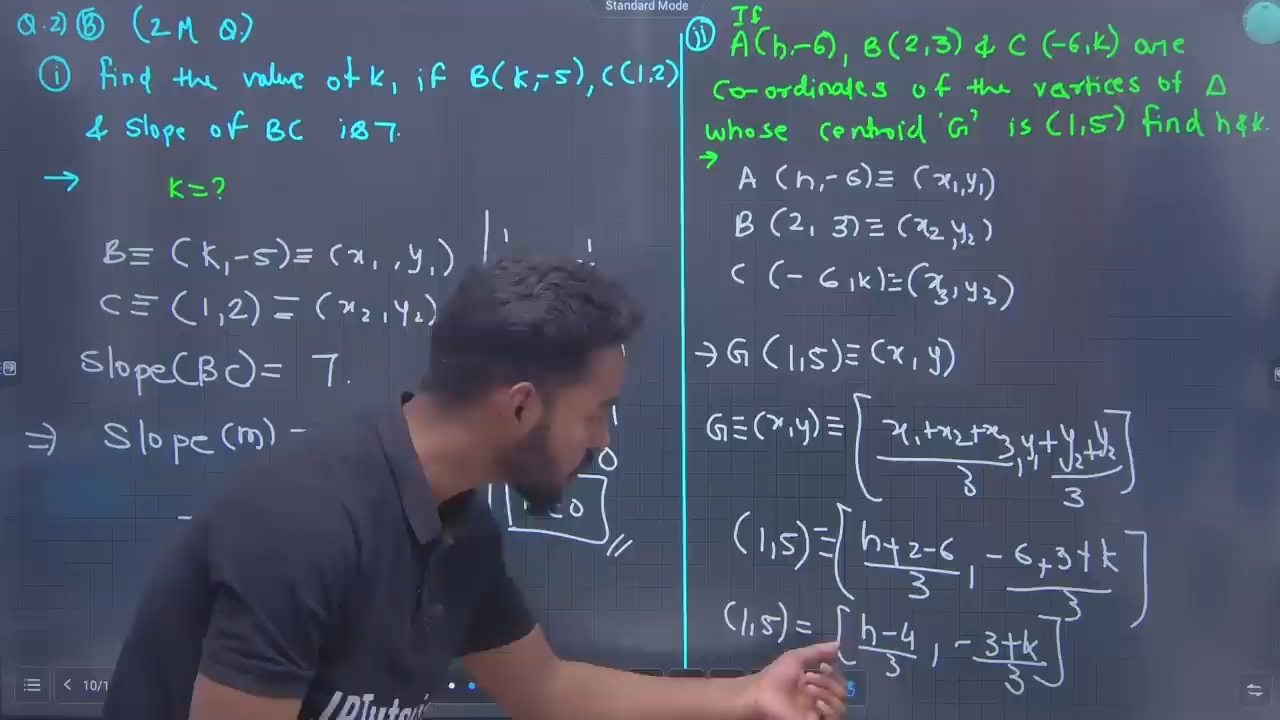 Standard Mode
Q.2) B (2 M Q.)
i find the value of k, if B(k,-5), C(1,2)
& slope of BC is 7.
→ k=?
B≡ (k,-5)≡ (x1, y1)
C≡ (1,2) ≡ (x2, y2)
Slope(BC) = 7.
⇒ Slope(m) =
0
ii If
A(h,-6), B(2,3) & C (-6,k) are
co-ordinates of the vertices of Δ
whose centroid 'G' is (1,5) find h & k.
→
A (h,-6)≡ (x1,y1)
B (2, 3)≡ (x2,y2)
C (-6,k)≡(x3,y3)
→ G (1,5)≡ (x, y)
G≡(x,y)≡ [(x1+x2+x3)/3, (y1+y2+y2)/3]
(1,5)≡ [(h+2-6)/3, (-6+3+k)/3]
(1,5)= [(h-4)/3, (-3+k)/3]
10/1